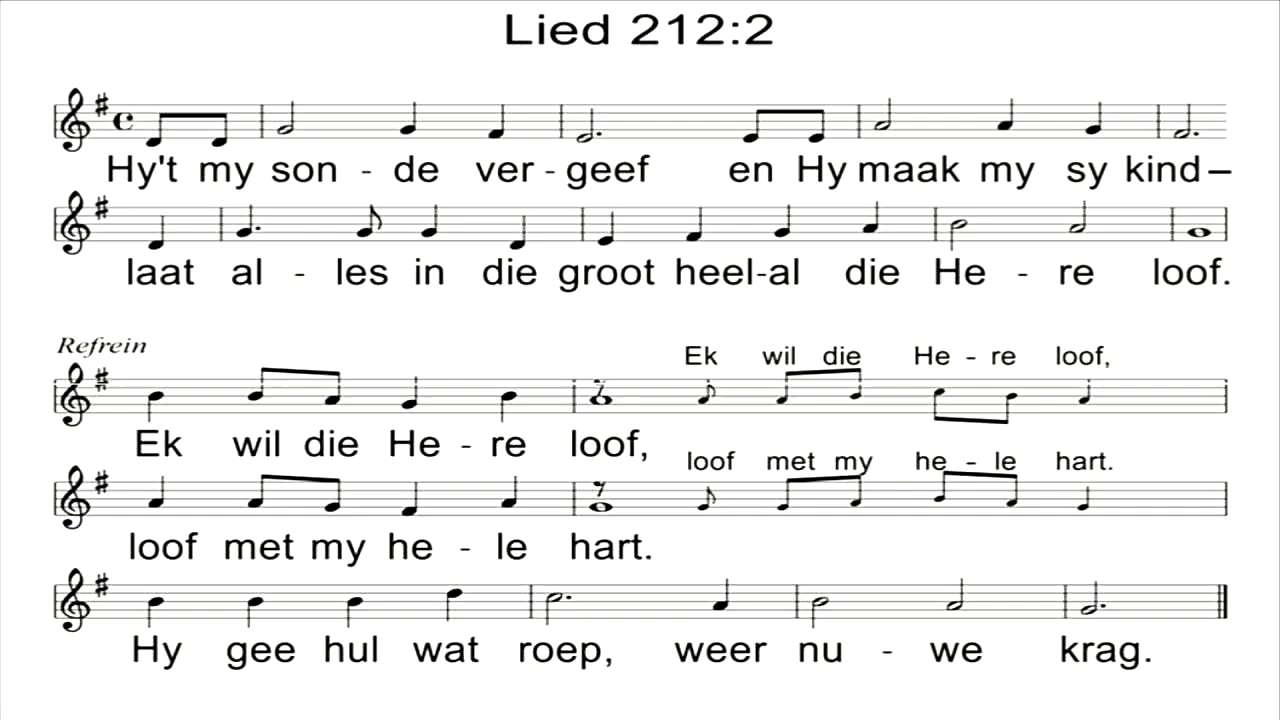 Lied 212:2
Hy't my son - de ver - geef en Hy maak my sy kind –
laat al - les in die groot heel-al die He - re loof.
Refrein
Ek wil die He - re loof,
Ek wil die He - re loof,
loof met my he - le hart.
loof met my he - le hart.
Hy gee hul wat roep, weer nu - we krag.